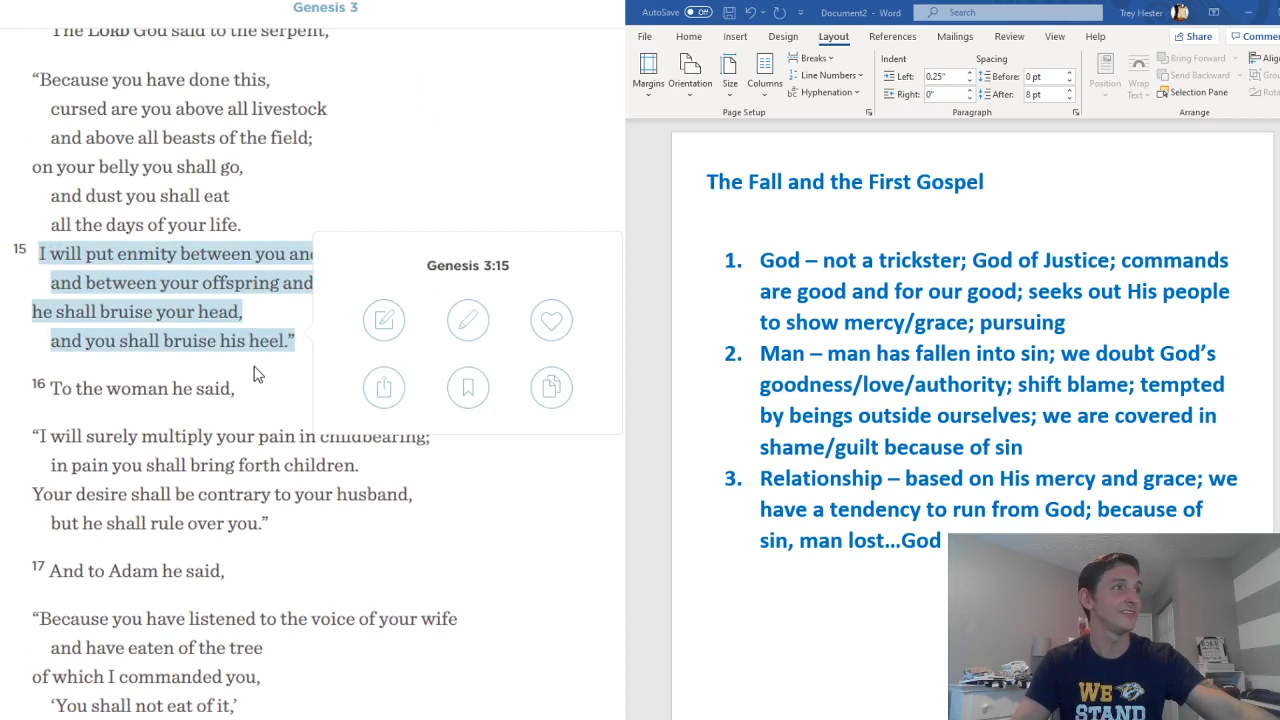 Genesis 3
The LORD God said to the serpent,
“Because you have done this,
cursed are you above all livestock
and above all beasts of the field;
on your belly you shall go,
and dust you shall eat
all the days of your life.
15 I will put enmity between you and
and between your offspring and
he shall bruise your head,
and you shall bruise his heel.”
16 To the woman he said,
“I will surely multiply your pain in childbearing;
in pain you shall bring forth children.
Your desire shall be contrary to your husband,
but he shall rule over you.”
17 And to Adam he said,
“Because you have listened to the voice of your wife
and have eaten of the tree
of which I commanded you,
‘You shall not eat of it,’
Genesis 3:15
AutoSave Off Document2 - Word Search Trey Hester
File Home Insert Design Layout References Mailings Review View Help Share Comme
Margins Orientation Size Columns
Breaks
Line Numbers
Hyphenation
Page Setup
Indent Spacing
Left: 0.25" Before: 0 pt
Right: 0" After: 8 pt
Paragraph
Position Wrap Text
Bring Forward Align
Send Backward Grou
Selection Pane Rota
Arrange
The Fall and the First Gospel
1. God – not a trickster; God of Justice; commands
are good and for our good; seeks out His people
to show mercy/grace; pursuing
2. Man – man has fallen into sin; we doubt God’s
goodness/love/authority; shift blame; tempted
by beings outside ourselves; we are covered in
shame/guilt because of sin
3. Relationship – based on His mercy and grace; we
have a tendency to run from God; because of
sin, man lost…God
WE
STAND